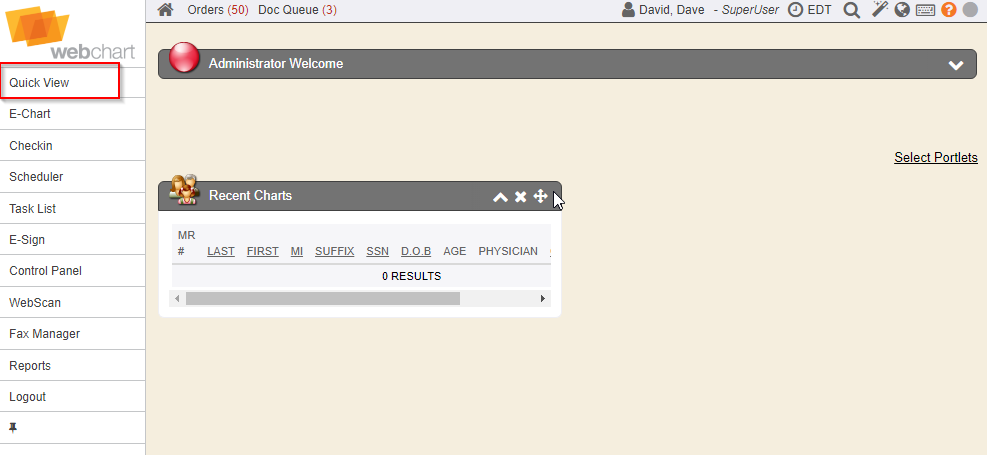 webchart
Quick View
E-Chart
Checkin
Scheduler
Task List
E-Sign
Control Panel
WebScan
Fax Manager
Reports
Logout
Orders (50) Doc Queue (3) David, Dave - SuperUser EDT ?
Administrator Welcome
Select Portlets
Recent Charts
MR
# LAST FIRST MI SUFFIX SSN D.O.B AGE PHYSICIAN
0 RESULTS